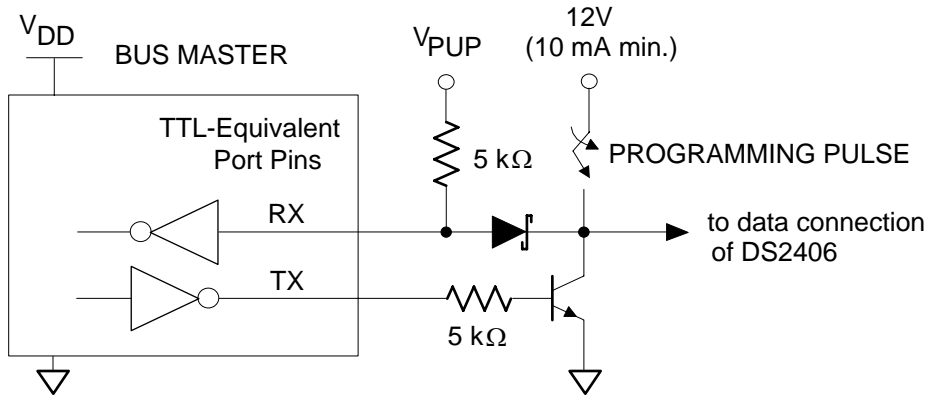 V_DD
BUS MASTER
TTL-Equivalent
Port Pins
RX
TX
V_PUP
5 kΩ
5 kΩ
12V
(10 mA min.)
PROGRAMMING PULSE
to data connection
of DS2406